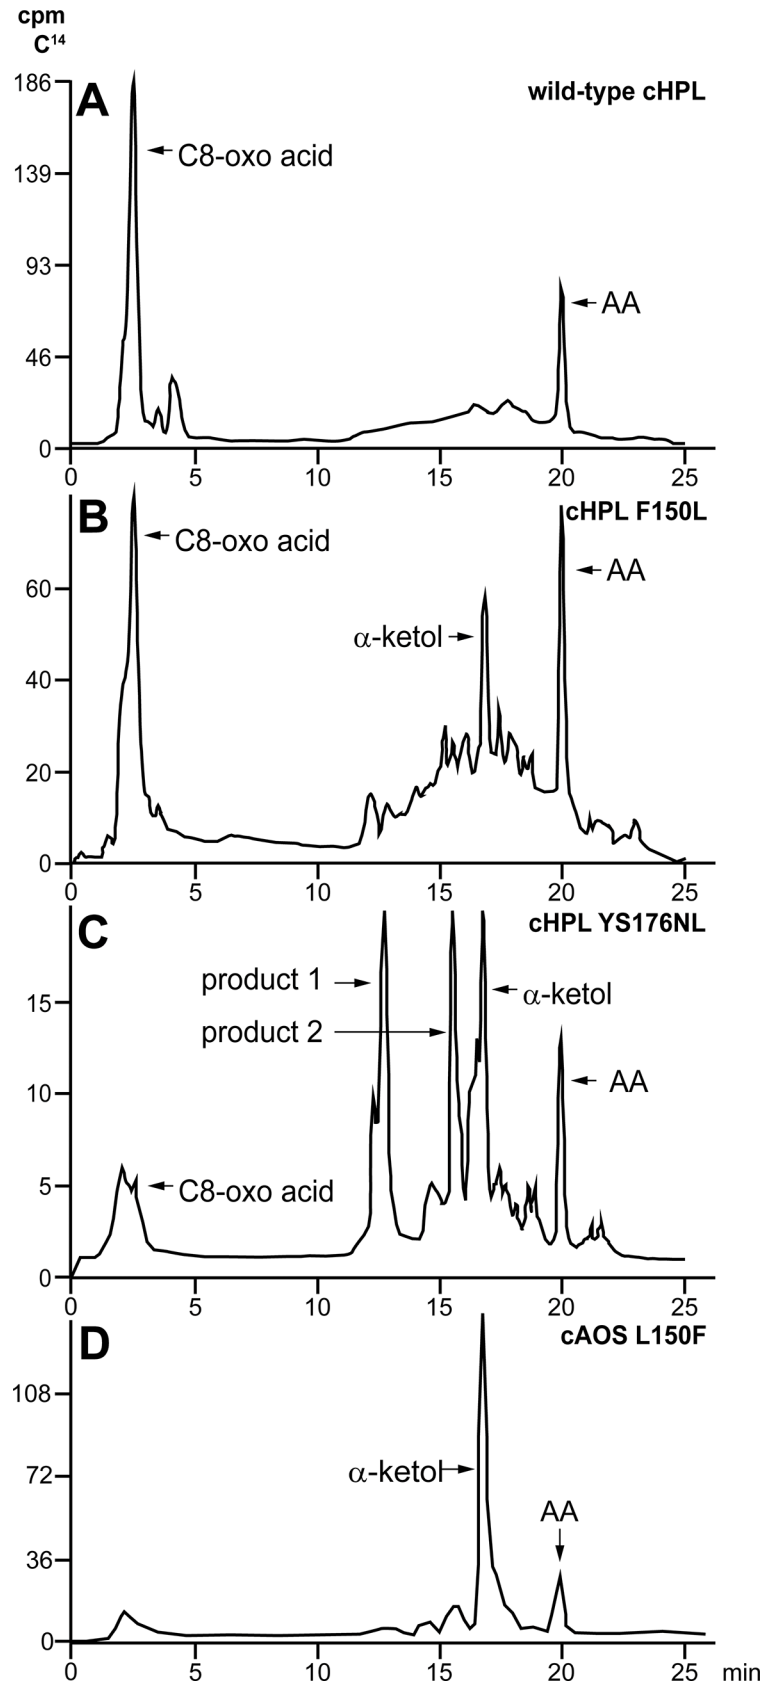 cpm
C¹⁴
186
A
wild-type cHPL
C8-oxo acid
139
93
AA
46
0
0 5 10 15 20 25
B
cHPL F150L
C8-oxo acid
AA
60
α-ketol
40
20
0
0 5 10 15 20 25
C
cHPL YS176NL
product 1
α-ketol
15
product 2
10
AA
5
C8-oxo acid
0
0 5 10 15 20 25
D
cAOS L150F
108
α-ketol
72
AA
36
0
0 5 10 15 20 25 min